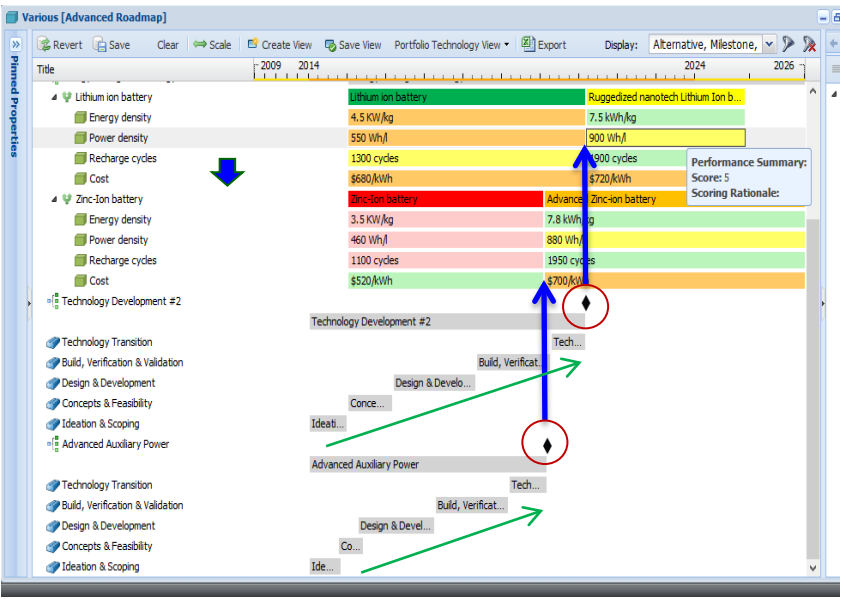 Various [Advanced Roadmap]
Revert Save Clear Scale Create View Save View Portfolio Technology View Export Display: Alternative, Milestone,
Pinned Properties
Title 2009 2014 2024 2026
Lithium ion battery Lithium ion battery Ruggedized nanotech Lithium Ion b...
Energy density 4.5 KW/kg 7.5 kWh/kg
Power density 550 Wh/l 900 Wh/l
Recharge cycles 1300 cycles 1900 cycles
Cost $680/kWh $720/kWh
Performance Summary:
Score: 5
Scoring Rationale:
Zinc-Ion battery Zinc-Ion battery Advanced Zinc-ion battery
Energy density 3.5 KW/kg 7.8 kWh/kg
Power density 460 Wh/l 880 Wh/l
Recharge cycles 1100 cycles 1950 cycles
Cost $520/kWh $700/kWh
Technology Development #2
Technology Development #2
Technology Transition Tech...
Build, Verification & Validation Build, Verificat...
Design & Development Design & Develo...
Concepts & Feasibility Conce...
Ideation & Scoping Ideati...
Advanced Auxiliary Power
Advanced Auxiliary Power
Technology Transition Tech...
Build, Verification & Validation Build, Verificat...
Design & Development Design & Devel...
Concepts & Feasibility Co...
Ideation & Scoping Ide...